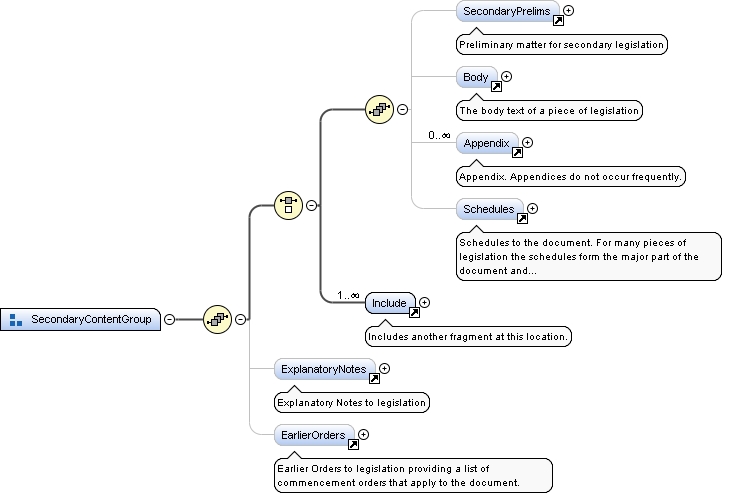 SecondaryPrelims
Preliminary matter for secondary legislation
Body
The body text of a piece of legislation
0..∞
Appendix
Appendix. Appendices do not occur frequently.
Schedules
Schedules to the document. For many pieces of
legislation the schedules form the major part of the
document and...
1..∞
Include
Includes another fragment at this location.
SecondaryContentGroup
ExplanatoryNotes
Explanatory Notes to legislation
EarlierOrders
Earlier Orders to legislation providing a list of
commencement orders that apply to the document.